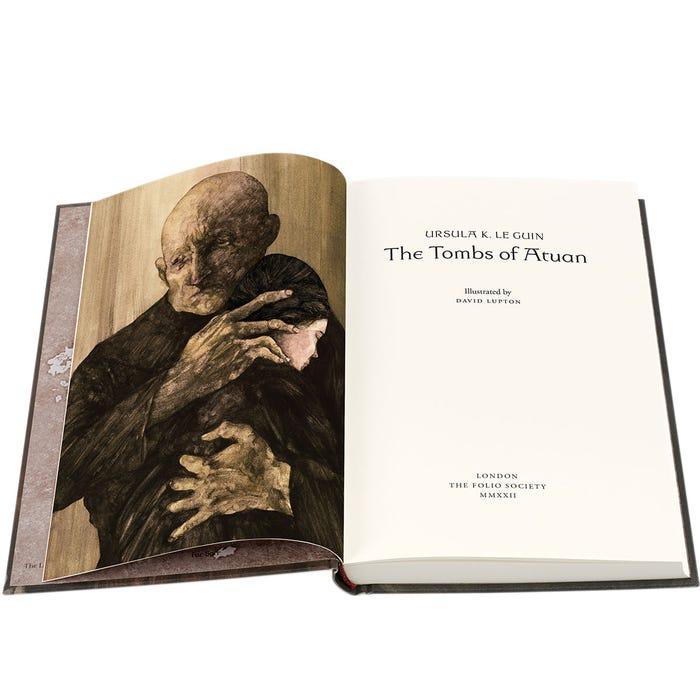 URSULA K. LE GUIN
The Tombs of Atuan
Illustrated by
DAVID LUPTON
LONDON
THE FOLIO SOCIETY
MMXXII